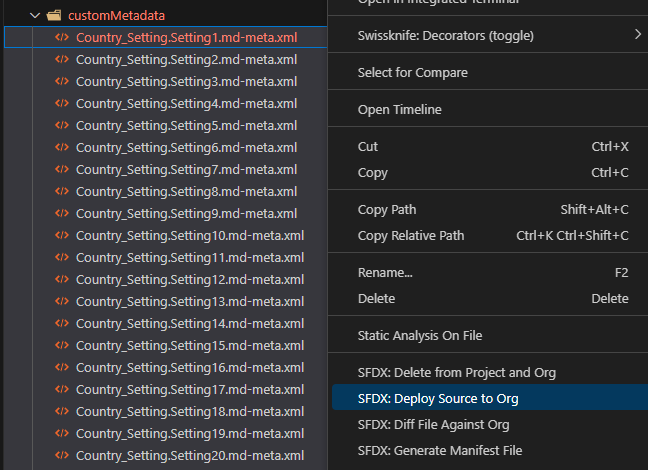 customMetadata
Country_Setting.Setting1.md-meta.xml
Country_Setting.Setting2.md-meta.xml
Country_Setting.Setting3.md-meta.xml
Country_Setting.Setting4.md-meta.xml
Country_Setting.Setting5.md-meta.xml
Country_Setting.Setting6.md-meta.xml
Country_Setting.Setting7.md-meta.xml
Country_Setting.Setting8.md-meta.xml
Country_Setting.Setting9.md-meta.xml
Country_Setting.Setting10.md-meta.xml
Country_Setting.Setting11.md-meta.xml
Country_Setting.Setting12.md-meta.xml
Country_Setting.Setting13.md-meta.xml
Country_Setting.Setting14.md-meta.xml
Country_Setting.Setting15.md-meta.xml
Country_Setting.Setting16.md-meta.xml
Country_Setting.Setting17.md-meta.xml
Country_Setting.Setting18.md-meta.xml
Country_Setting.Setting19.md-meta.xml
Country_Setting.Setting20.md-meta.xml
Open in Integrated Terminal
Swissknife: Decorators (toggle)
Select for Compare
Open Timeline
Cut Ctrl+X
Copy Ctrl+C
Copy Path Shift+Alt+C
Copy Relative Path Ctrl+K Ctrl+Shift+C
Rename... F2
Delete Delete
Static Analysis On File
SFDX: Delete from Project and Org
SFDX: Deploy Source to Org
SFDX: Diff File Against Org
SFDX: Generate Manifest File